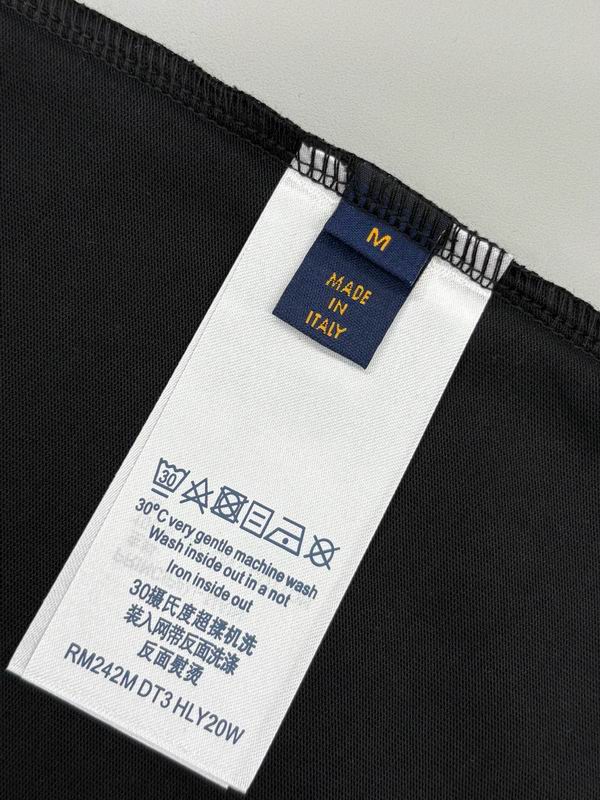 M
MADE
IN
ITALY
30
30°C very gentle machine wash
Wash inside out in a not
Iron inside out
30摄氏度超揉机洗
装入网带反面洗涤
反面熨烫
RM242M DT3 HLY20W